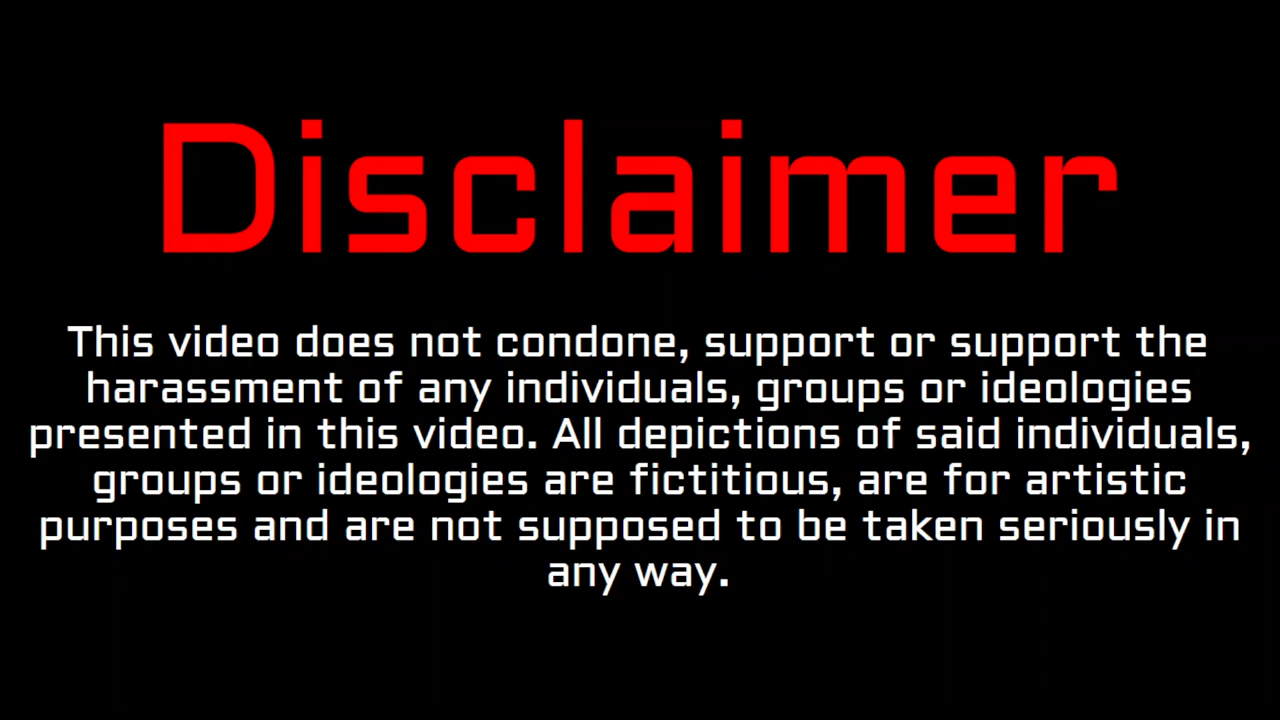 Disclaimer
This video does not condone, support or support the
harassment of any individuals, groups or ideologies
presented in this video. All depictions of said individuals,
groups or ideologies are fictitious, are for artistic
purposes and are not supposed to be taken seriously in
any way.